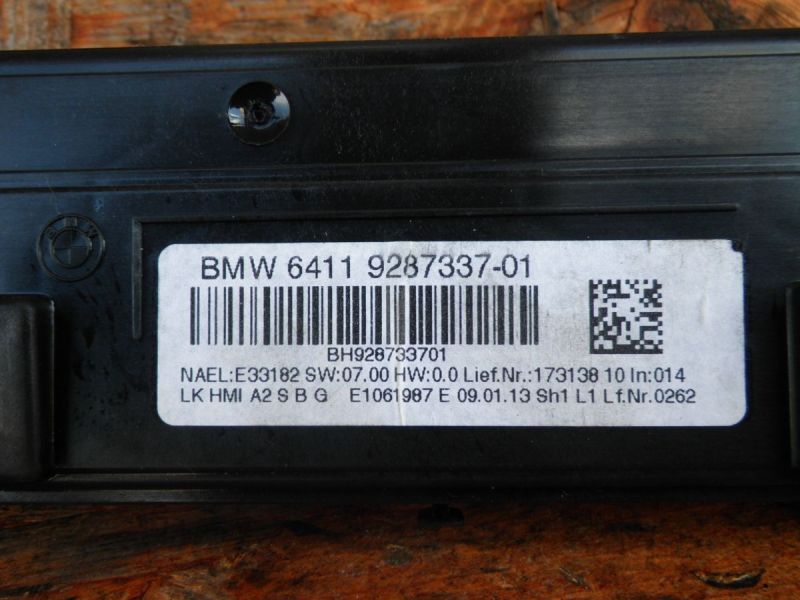 BMW
BMW 6411 9287337-01
BH928733701
NAEL:E33182 SW:07.00 HW:0.0 Lief.Nr.:173138 10 In:014
LK HMI A2 S B G E1061987 E 09.01.13 Sh1 L1 Lf.Nr.0262